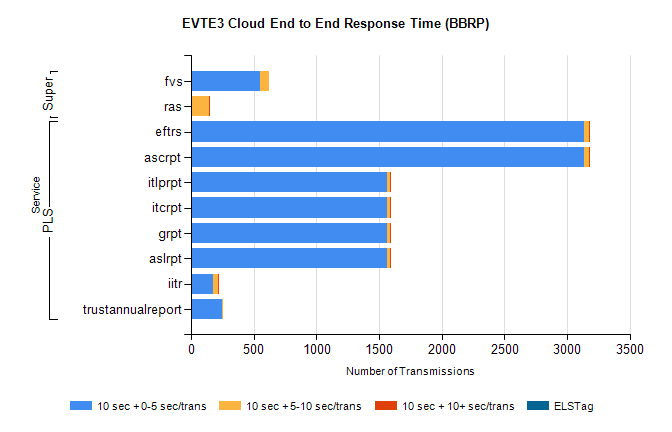 EVTE3 Cloud End to End Response Time (BBRP)
Service
Super
PLS
fvs
ras
eftrs
ascrpt
itlprpt
itcrpt
grpt
aslrpt
iitr
trustannualreport
0 500 1000 1500 2000 2500 3000 3500
Number of Transmissions
10 sec +0-5 sec/trans 10 sec +5-10 sec/trans 10 sec + 10+ sec/trans ELSTag